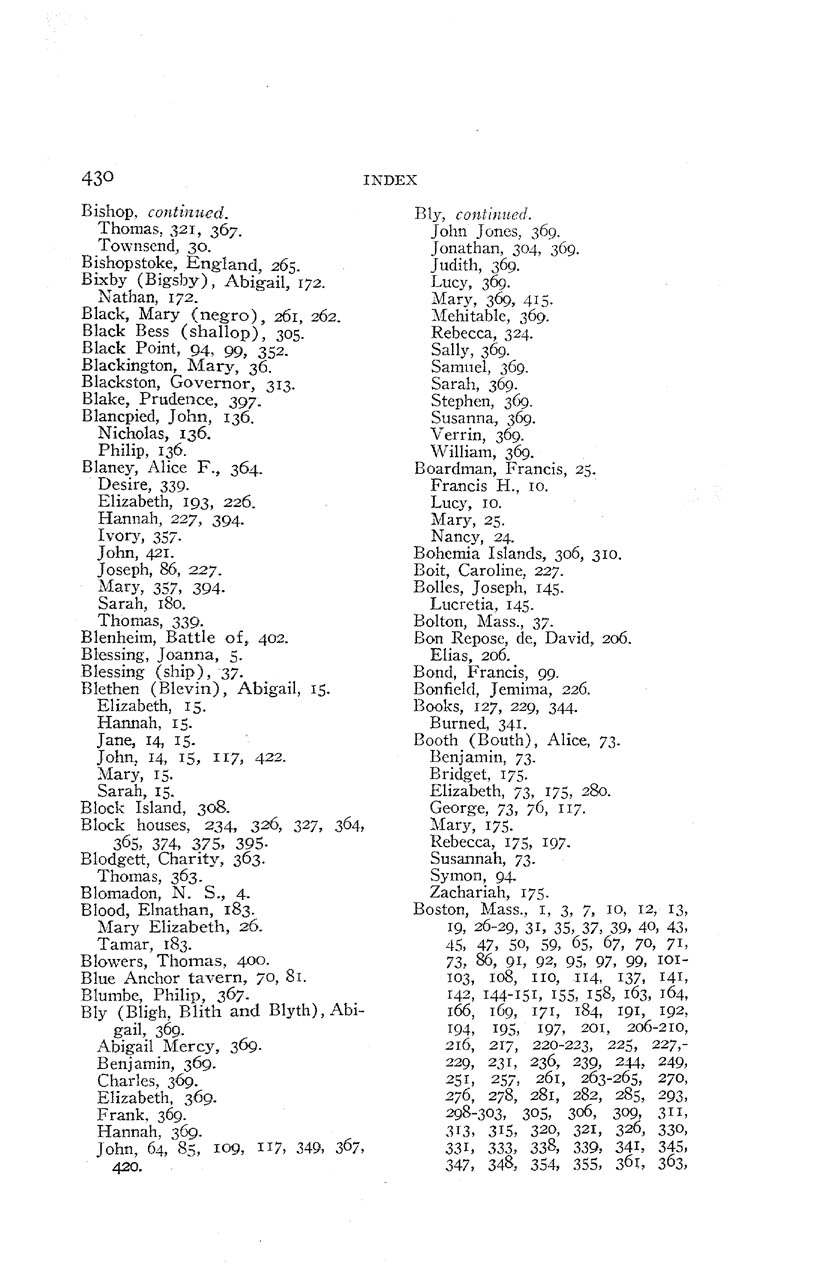 430
INDEX
Bishop, continued.
Thomas, 321, 367.
Townsend, 30.
Bishopstoke, England, 265.
Bixby (Bigsby), Abigail, 172.
Nathan, 172.
Black, Mary (negro), 261, 262.
Black Bess (shallop), 305.
Black Point, 94, 99, 352.
Blackington, Mary, 36.
Blackston, Governor, 313.
Blake, Prudence, 397.
Blancpied, John, 136.
Nicholas, 136.
Philip, 136.
Blaney, Alice F., 364.
Desire, 339.
Elizabeth, 193, 226.
Hannah, 227, 394.
Ivory, 357.
John, 421.
Joseph, 86, 227.
Mary, 357, 394.
Sarah, 180.
Thomas, 339.
Blenheim, Battle of, 402.
Blessing, Joanna, 5.
Blessing (ship), 37.
Blethen (Blevin), Abigail, 15.
Elizabeth, 15.
Hannah, 15.
Jane, 14, 15.
John, 14, 15, 117, 422.
Mary, 15.
Sarah, 15.
Block Island, 308.
Block houses, 234, 326, 327, 364,
365, 374, 375, 395.
Blodgett, Charity, 363.
Thomas, 363.
Blomadon, N. S., 4.
Blood, Elnathan, 183.
Mary Elizabeth, 26.
Tamar, 183.
Blowers, Thomas, 400.
Blue Anchor tavern, 70, 81.
Blumbe, Philip, 367.
Bly (Bligh, Blith and Blyth), Abi-
gail, 369.
Abigail Mercy, 369.
Benjamin, 369.
Charles, 369.
Elizabeth, 369.
Frank, 369.
Hannah, 369.
John, 64, 85, 109, 117, 349, 367,
420.
Bly, continued.
John Jones, 369.
Jonathan, 304, 369.
Judith, 369.
Lucy, 369.
Mary, 369, 415.
Mehitable, 369.
Rebecca, 324.
Sally, 369.
Samuel, 369.
Sarah, 369.
Stephen, 369.
Susanna, 369.
Verrin, 369.
William, 369.
Boardman, Francis, 25.
Francis H., 10.
Lucy, 10.
Mary, 25.
Nancy, 24.
Bohemia Islands, 306, 310.
Boit, Caroline, 227.
Bolles, Joseph, 145.
Lucretia, 145.
Bolton, Mass., 37.
Bon Repose, de, David, 206.
Elias, 206.
Bond, Francis, 99.
Bonfield, Jemima, 226.
Books, 127, 229, 344.
Burned, 341.
Booth (Bouth), Alice, 73.
Benjamin, 73.
Bridget, 175.
Elizabeth, 73, 175, 280.
George, 73, 76, 117.
Mary, 175.
Rebecca, 175, 197.
Susannah, 73.
Symon, 94.
Zachariah, 175.
Boston, Mass., 1, 3, 7, 10, 12, 13,
19, 26-29, 31, 35, 37, 39, 40, 43,
45, 47, 50, 59, 65, 67, 70, 71,
73, 86, 91, 92, 95, 97, 99, 101-
103, 108, 110, 114, 137, 141,
142, 144-151, 155, 158, 163, 164,
166, 169, 171, 184, 191, 192,
194, 195, 197, 201, 206-210,
216, 217, 220-223, 225, 227,-
229, 231, 236, 239, 244, 249,
251, 257, 261, 263-265, 270,
276, 278, 281, 282, 285, 293,
298-303, 305, 306, 309, 311,
313, 315, 320, 321, 326, 330,
331, 333, 338, 339, 341, 345,
347, 348, 354, 355, 361, 363,